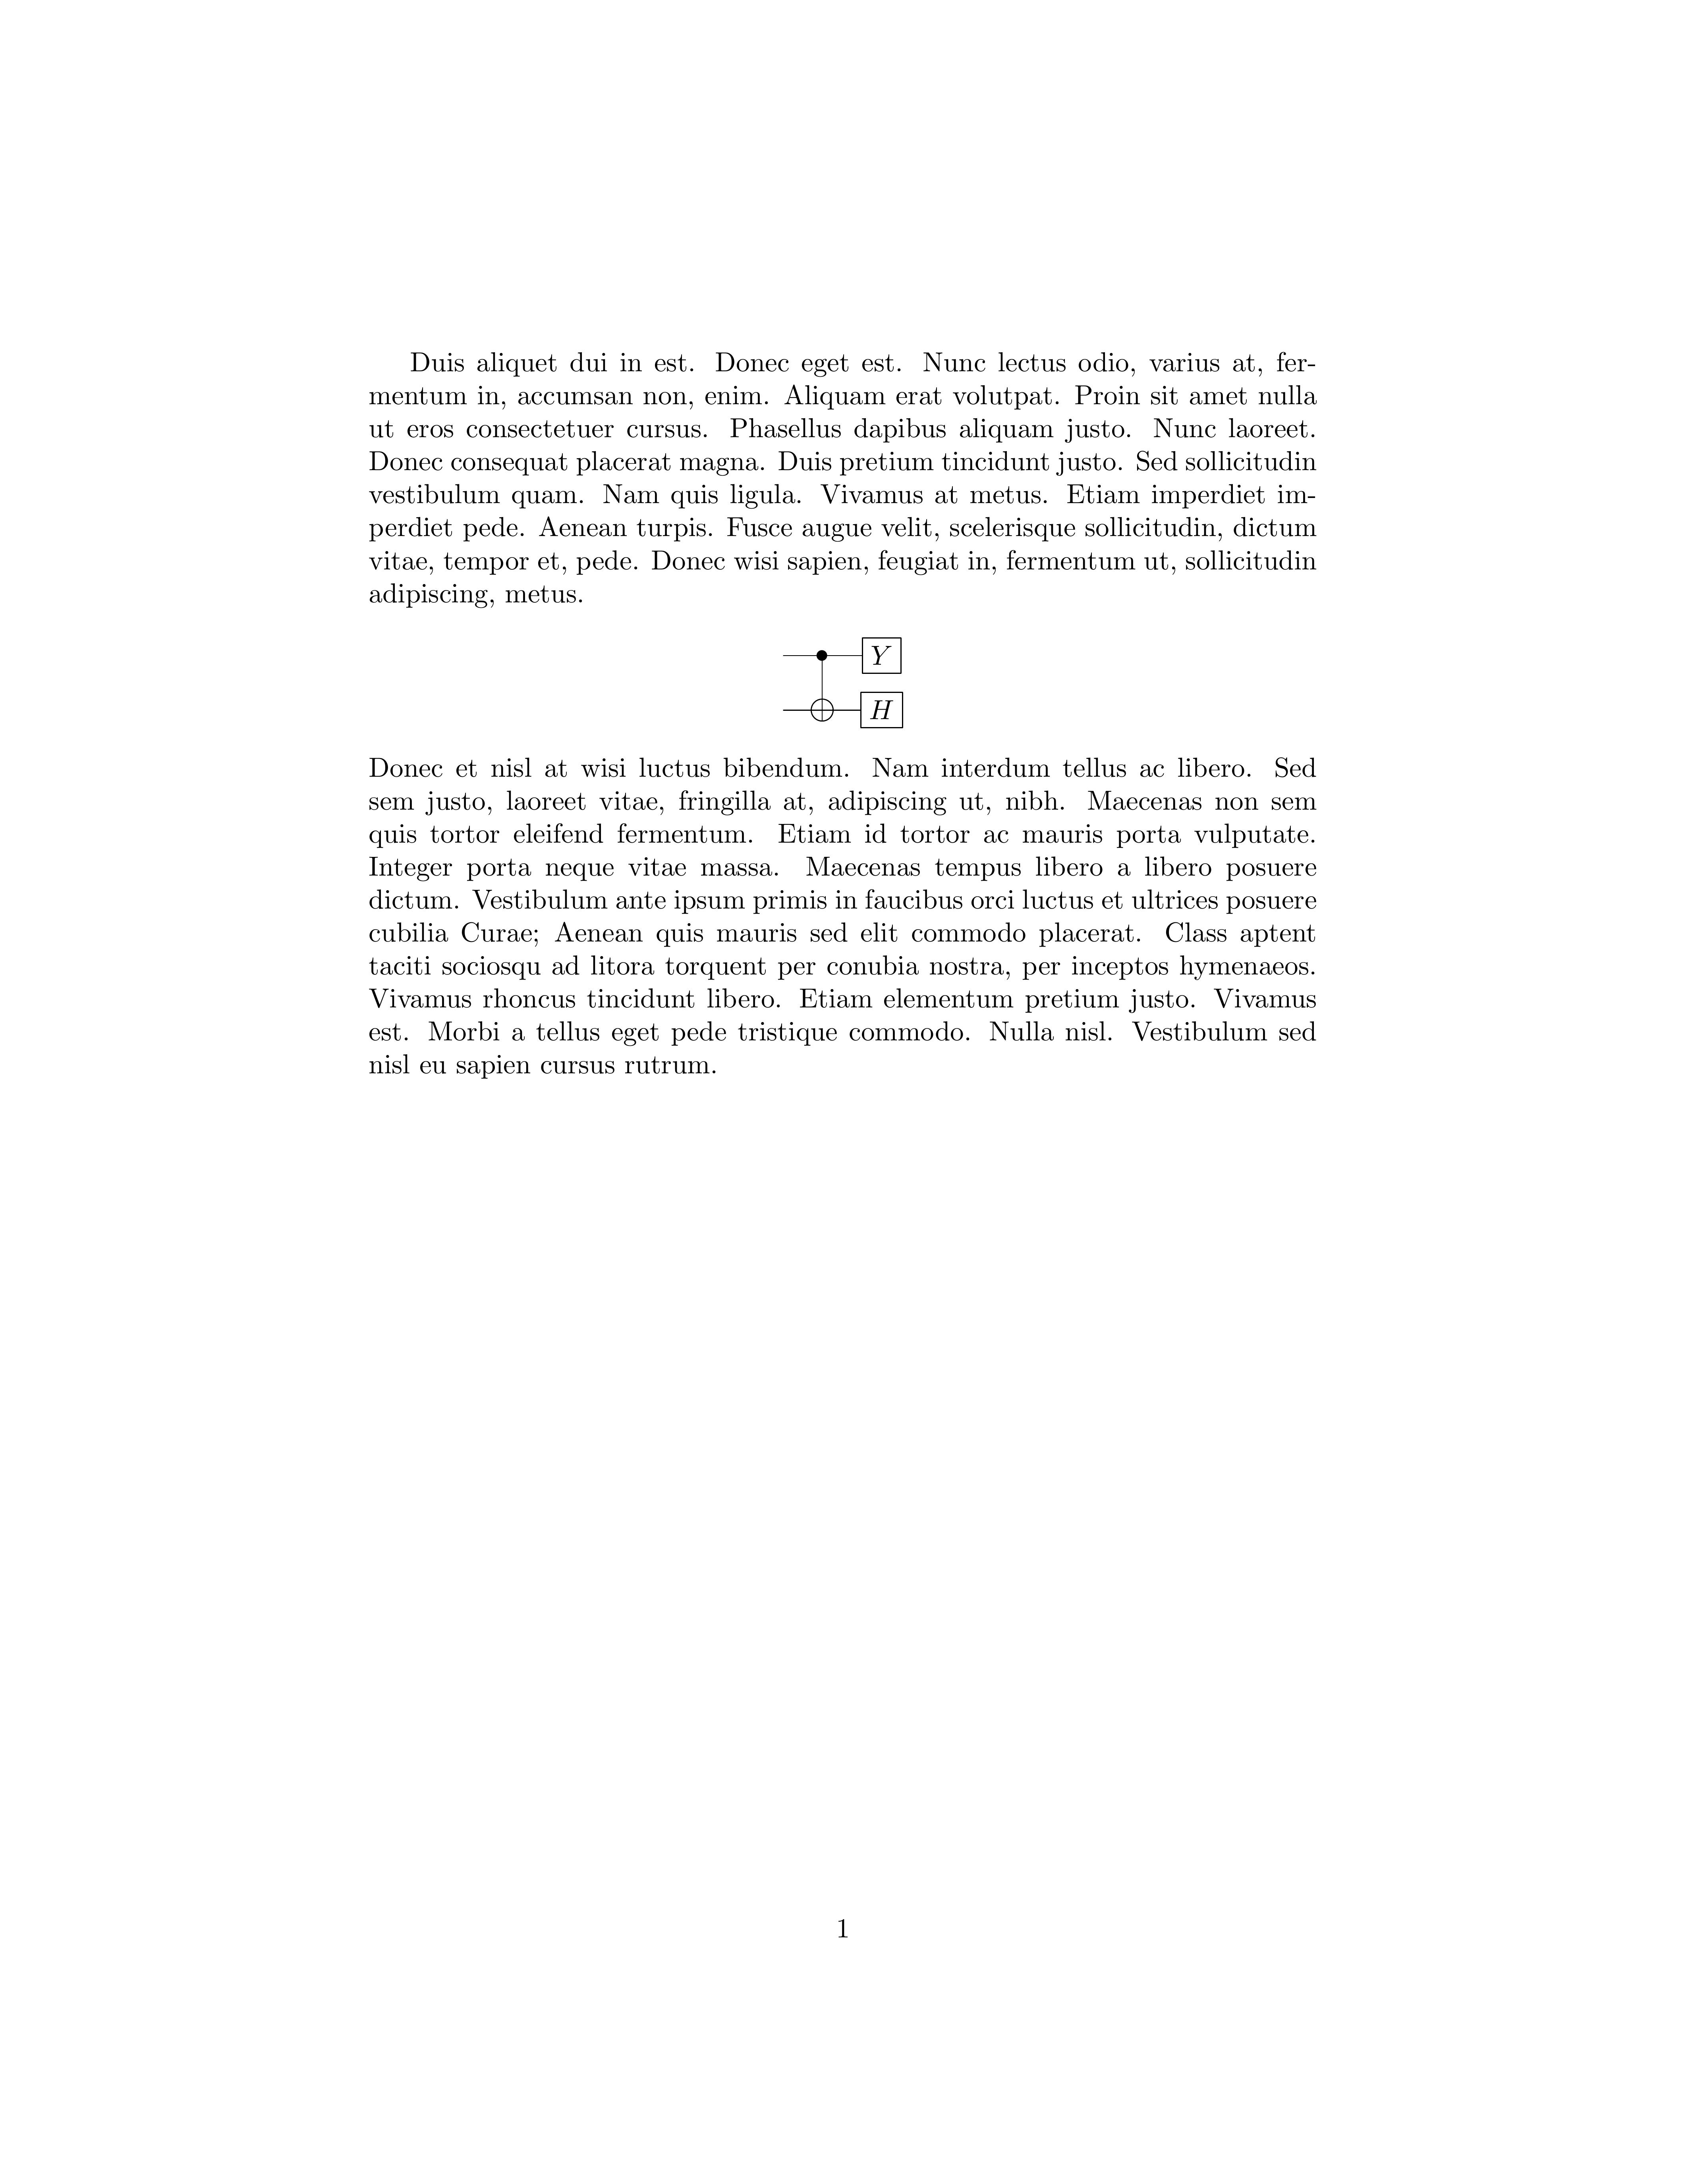 Duis aliquet dui in est. Donec eget est. Nunc lectus odio, varius at, fer-
mentum in, accumsan non, enim. Aliquam erat volutpat. Proin sit amet nulla
ut eros consectetuer cursus. Phasellus dapibus aliquam justo. Nunc laoreet.
Donec consequat placerat magna. Duis pretium tincidunt justo. Sed sollicitudin
vestibulum quam. Nam quis ligula. Vivamus at metus. Etiam imperdiet im-
perdiet pede. Aenean turpis. Fusce augue velit, scelerisque sollicitudin, dictum
vitae, tempor et, pede. Donec wisi sapien, feugiat in, fermentum ut, sollicitudin
adipiscing, metus.
Y
H
Donec et nisl at wisi luctus bibendum. Nam interdum tellus ac libero. Sed
sem justo, laoreet vitae, fringilla at, adipiscing ut, nibh. Maecenas non sem
quis tortor eleifend fermentum. Etiam id tortor ac mauris porta vulputate.
Integer porta neque vitae massa. Maecenas tempus libero a libero posuere
dictum. Vestibulum ante ipsum primis in faucibus orci luctus et ultrices posuere
cubilia Curae; Aenean quis mauris sed elit commodo placerat. Class aptent
taciti sociosqu ad litora torquent per conubia nostra, per inceptos hymenaeos.
Vivamus rhoncus tincidunt libero. Etiam elementum pretium justo. Vivamus
est. Morbi a tellus eget pede tristique commodo. Nulla nisl. Vestibulum sed
nisl eu sapien cursus rutrum.
1